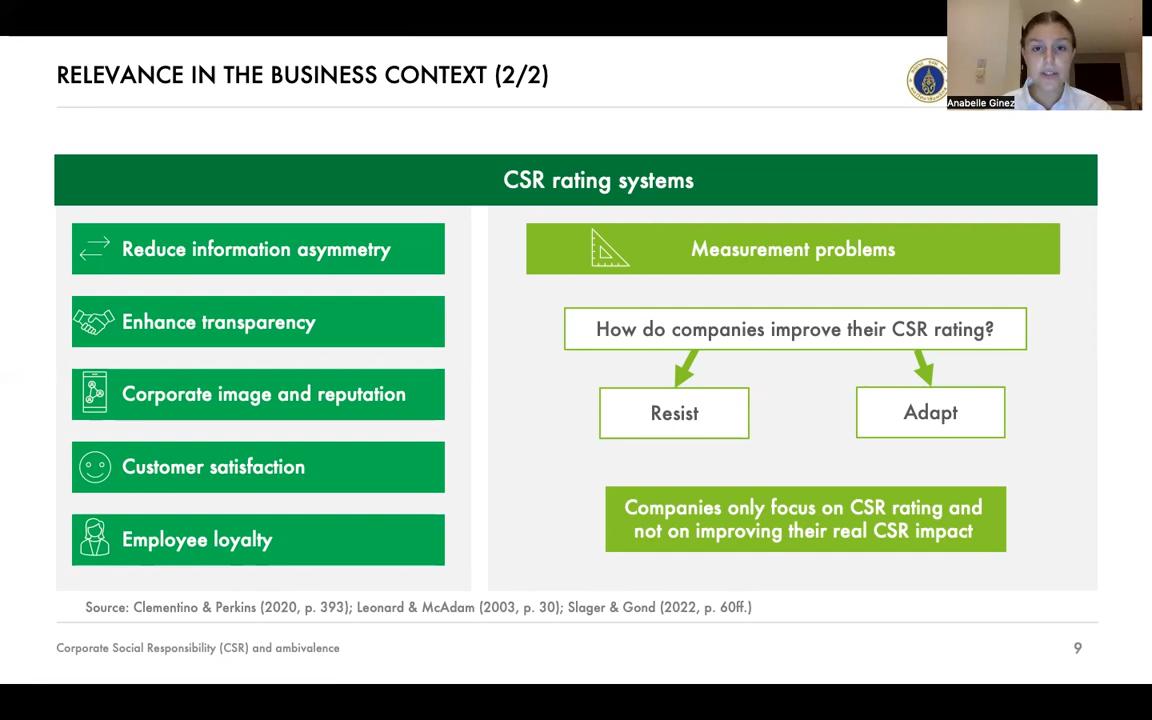 RELEVANCE IN THE BUSINESS CONTEXT (2/2)
Anabelle Ginez
CSR rating systems
Reduce information asymmetry
Enhance transparency
Corporate image and reputation
Customer satisfaction
Employee loyalty
Measurement problems
How do companies improve their CSR rating?
Resist
Adapt
Companies only focus on CSR rating and
not on improving their real CSR impact
Source: Clementino & Perkins (2020, p. 393); Leonard & McAdam (2003, p. 30); Slager & Gond (2022, p. 60ff.)
Corporate Social Responsibility (CSR) and ambivalence
9